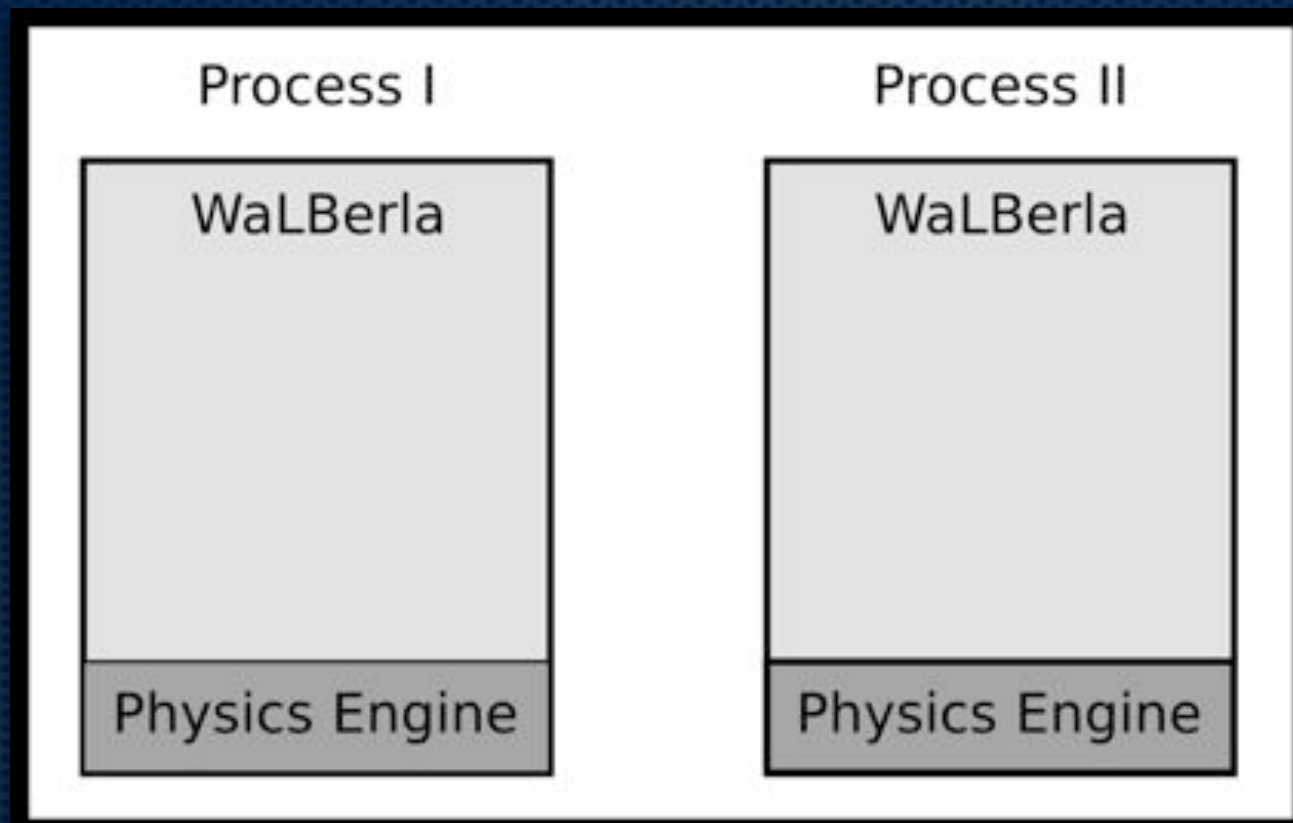 Process I
Process II
WaLBerla
WaLBerla
Physics Engine
Physics Engine